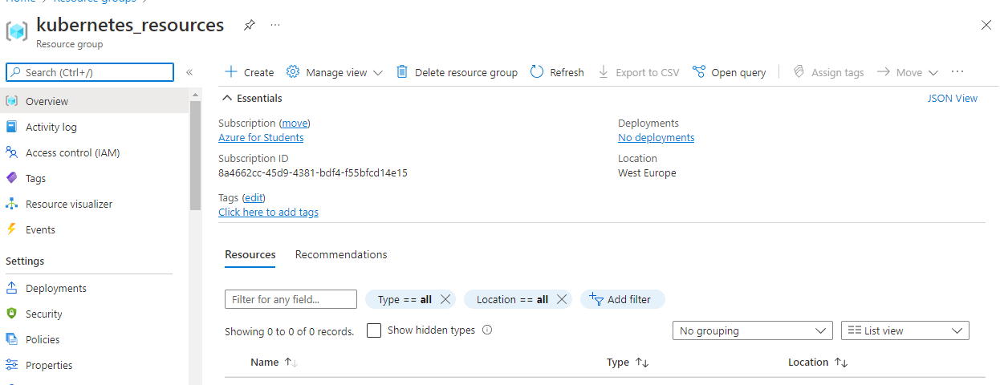 Home > Resource groups >
kubernetes_resources ...
Resource group
Search (Ctrl+/) «
Create Manage view Delete resource group Refresh Export to CSV Open query Assign tags Move ...
Overview
Activity log
Access control (IAM)
Tags
Resource visualizer
Events
Settings
Deployments
Security
Policies
Properties
Essentials JSON View
Subscription (move)
Azure for Students
Subscription ID
8a4662cc-45d9-4381-bdf4-f55bfcd14e15
Deployments
No deployments
Location
West Europe
Tags (edit)
Click here to add tags
Resources Recommendations
Filter for any field... Type == all Location == all Add filter
Showing 0 to 0 of 0 records. Show hidden types No grouping List view
Name Type Location